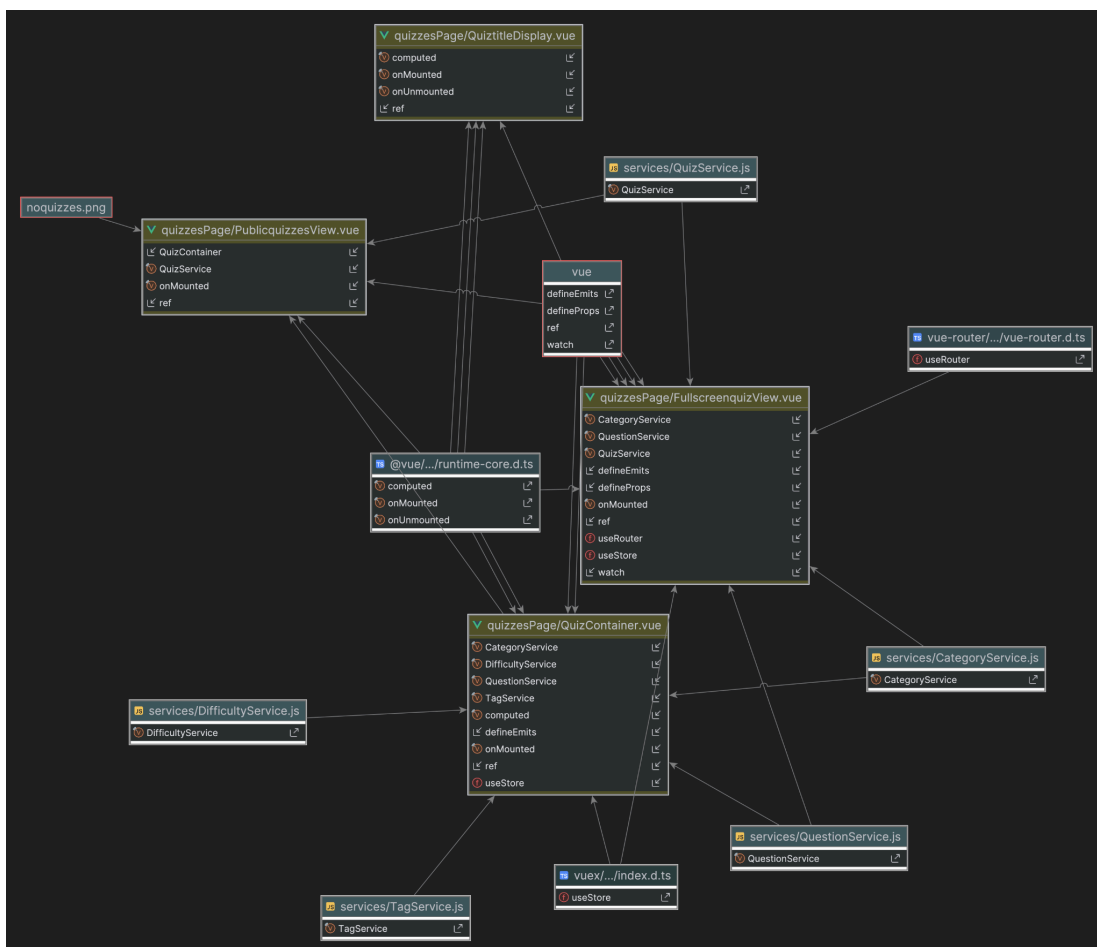 quizzesPage/QuiztitleDisplay.vue
computed
onMounted
onUnmounted
ref
services/QuizService.js
QuizService
noquizzes.png
quizzesPage/PublicquizzesView.vue
QuizContainer
QuizService
onMounted
ref
vue
defineEmits
defineProps
ref
watch
vue-router/.../vue-router.d.ts
useRouter
quizzesPage/FullscreenquizView.vue
CategoryService
QuestionService
QuizService
defineEmits
defineProps
onMounted
ref
useRouter
useStore
watch
@vue/.../runtime-core.d.ts
computed
onMounted
onUnmounted
quizzesPage/QuizContainer.vue
CategoryService
DifficultyService
QuestionService
TagService
computed
defineEmits
onMounted
ref
useStore
services/CategoryService.js
CategoryService
services/DifficultyService.js
DifficultyService
services/QuestionService.js
QuestionService
vuex/.../index.d.ts
useStore
services/TagService.js
TagService